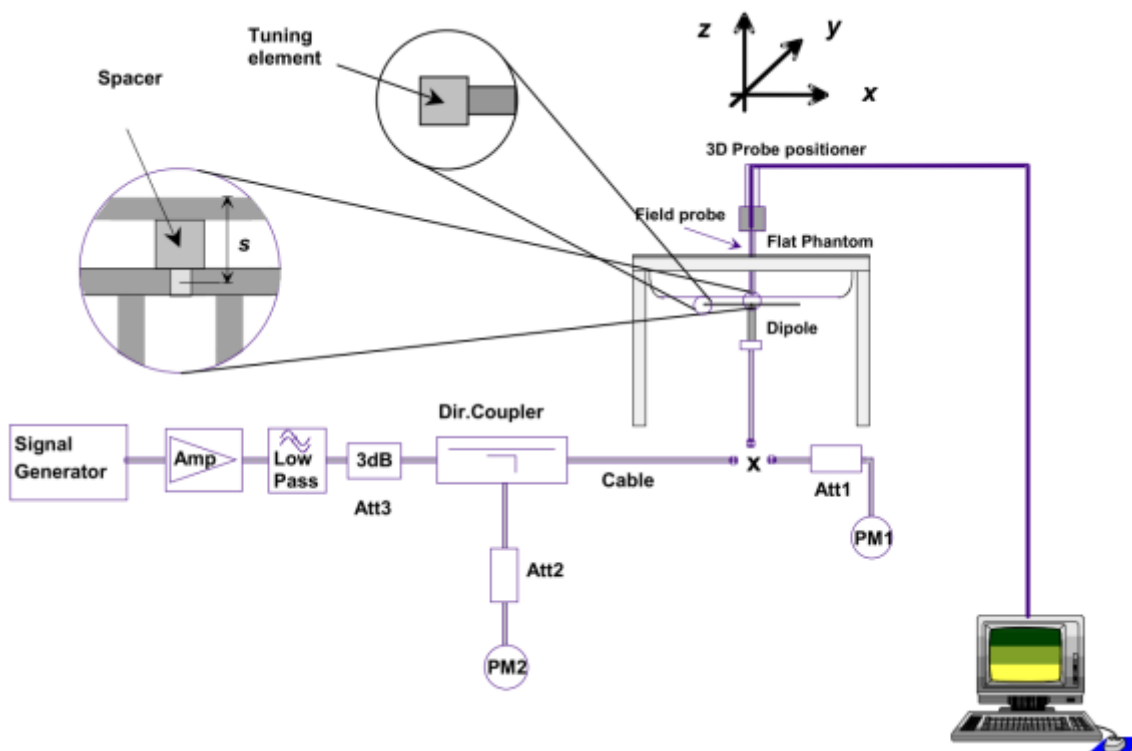 Tuning
element
Spacer
z
y
x
3D Probe positioner
Field probe
Flat Phantom
s
Dipole
Dir.Coupler
Signal
Generator
Amp
Low
Pass
3dB
Att3
Cable
x
Att1
PM1
Att2
PM2